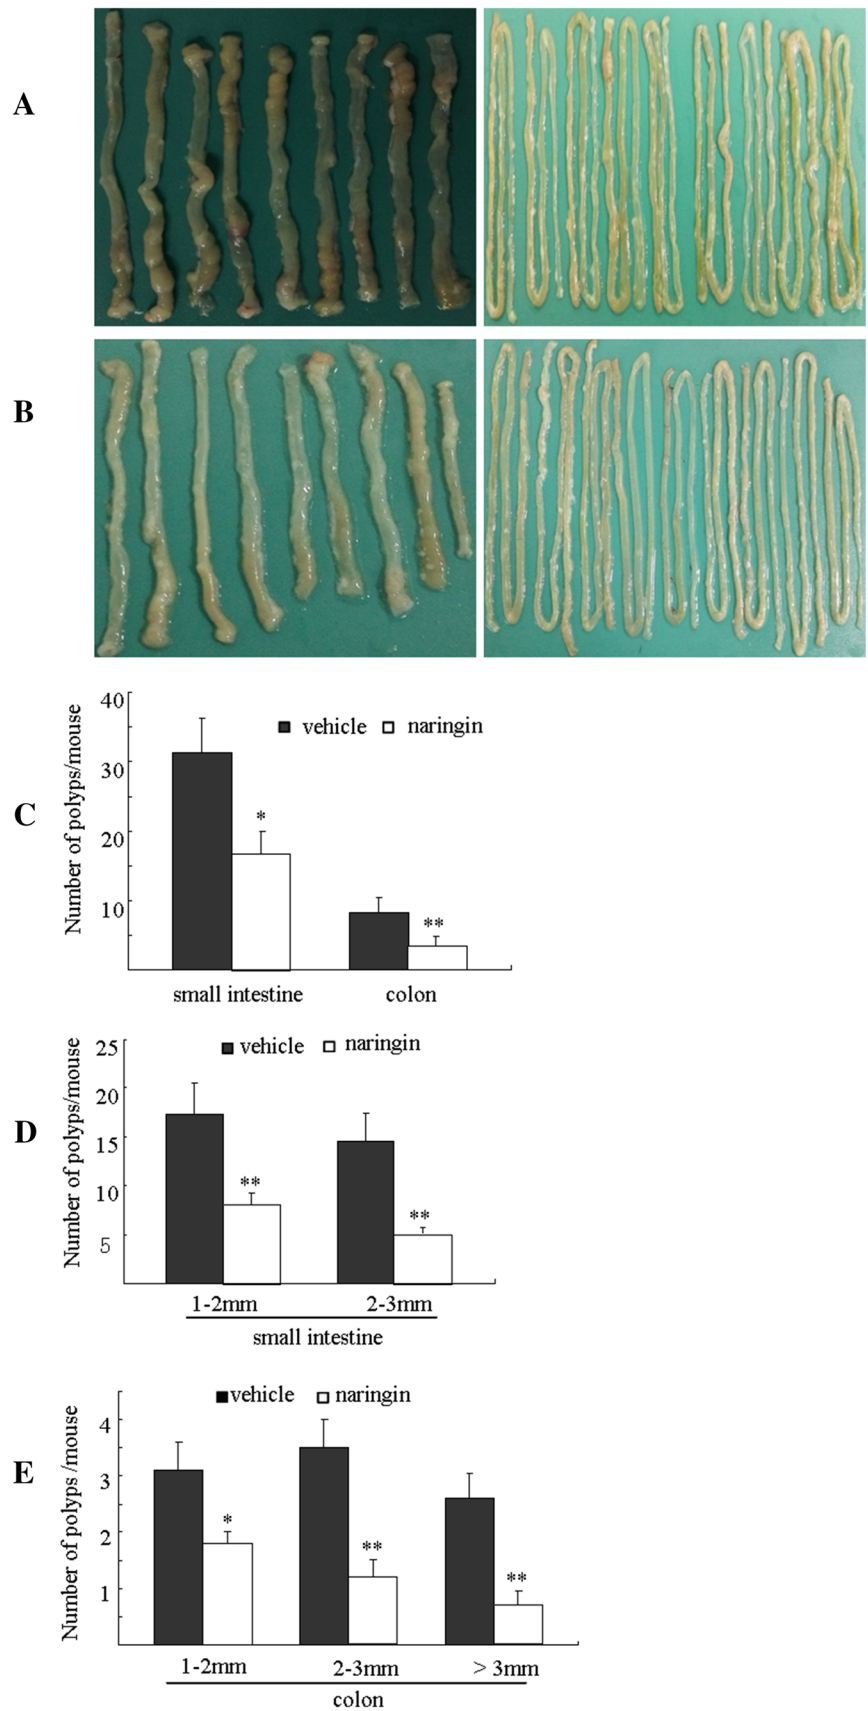 A
B
C
Number of polyps/mouse
40
30
20
10
vehicle
naringin
*
**
small intestine
colon
D
Number of polyps/mouse
25
20
15
10
5
vehicle
naringin
**
**
1-2mm
2-3mm
small intestine
E
Number of polyps /mouse
4
3
2
1
vehicle
naringin
*
**
**
1-2mm
2-3mm
> 3mm
colon